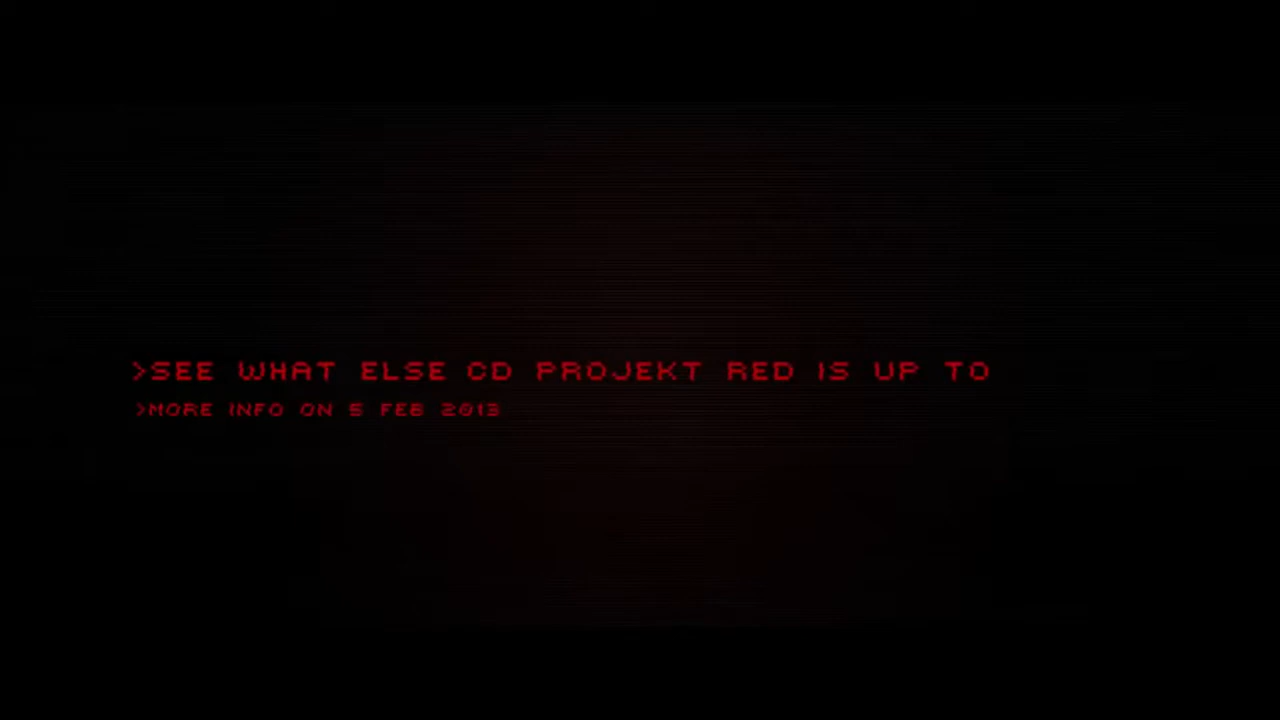 >SEE WHAT ELSE CD PROJEKT RED IS UP TO
>MORE INFO ON 5 FEB 2013